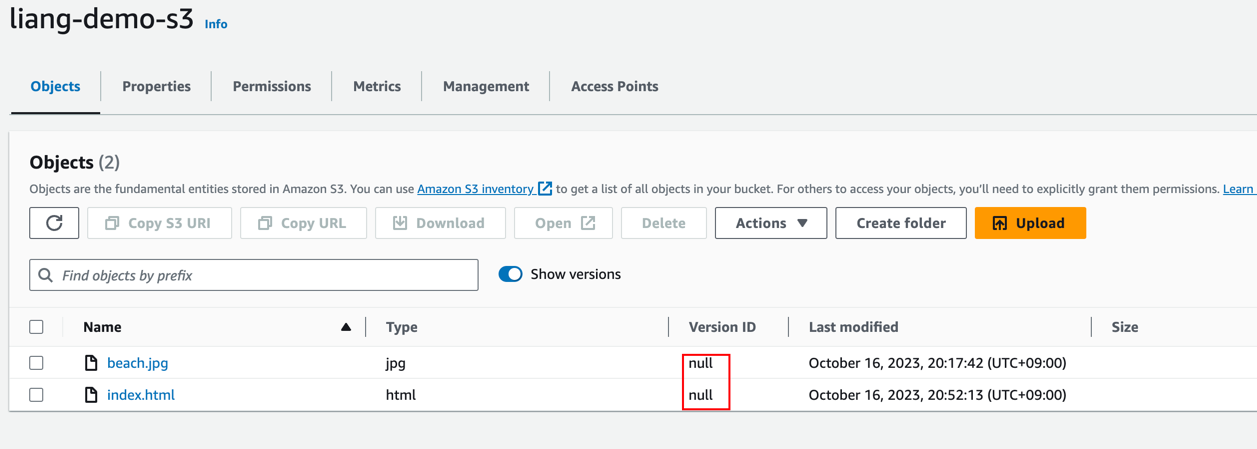 liang-demo-s3 Info
Objects Properties Permissions Metrics Management Access Points
Objects (2)
Objects are the fundamental entities stored in Amazon S3. You can use Amazon S3 inventory to get a list of all objects in your bucket. For others to access your objects, you'll need to explicitly grant them permissions. Learn
Copy S3 URI Copy URL Download Open Delete Actions Create folder Upload
Find objects by prefix Show versions
Name Type Version ID Last modified Size
beach.jpg jpg null October 16, 2023, 20:17:42 (UTC+09:00)
index.html html null October 16, 2023, 20:52:13 (UTC+09:00)